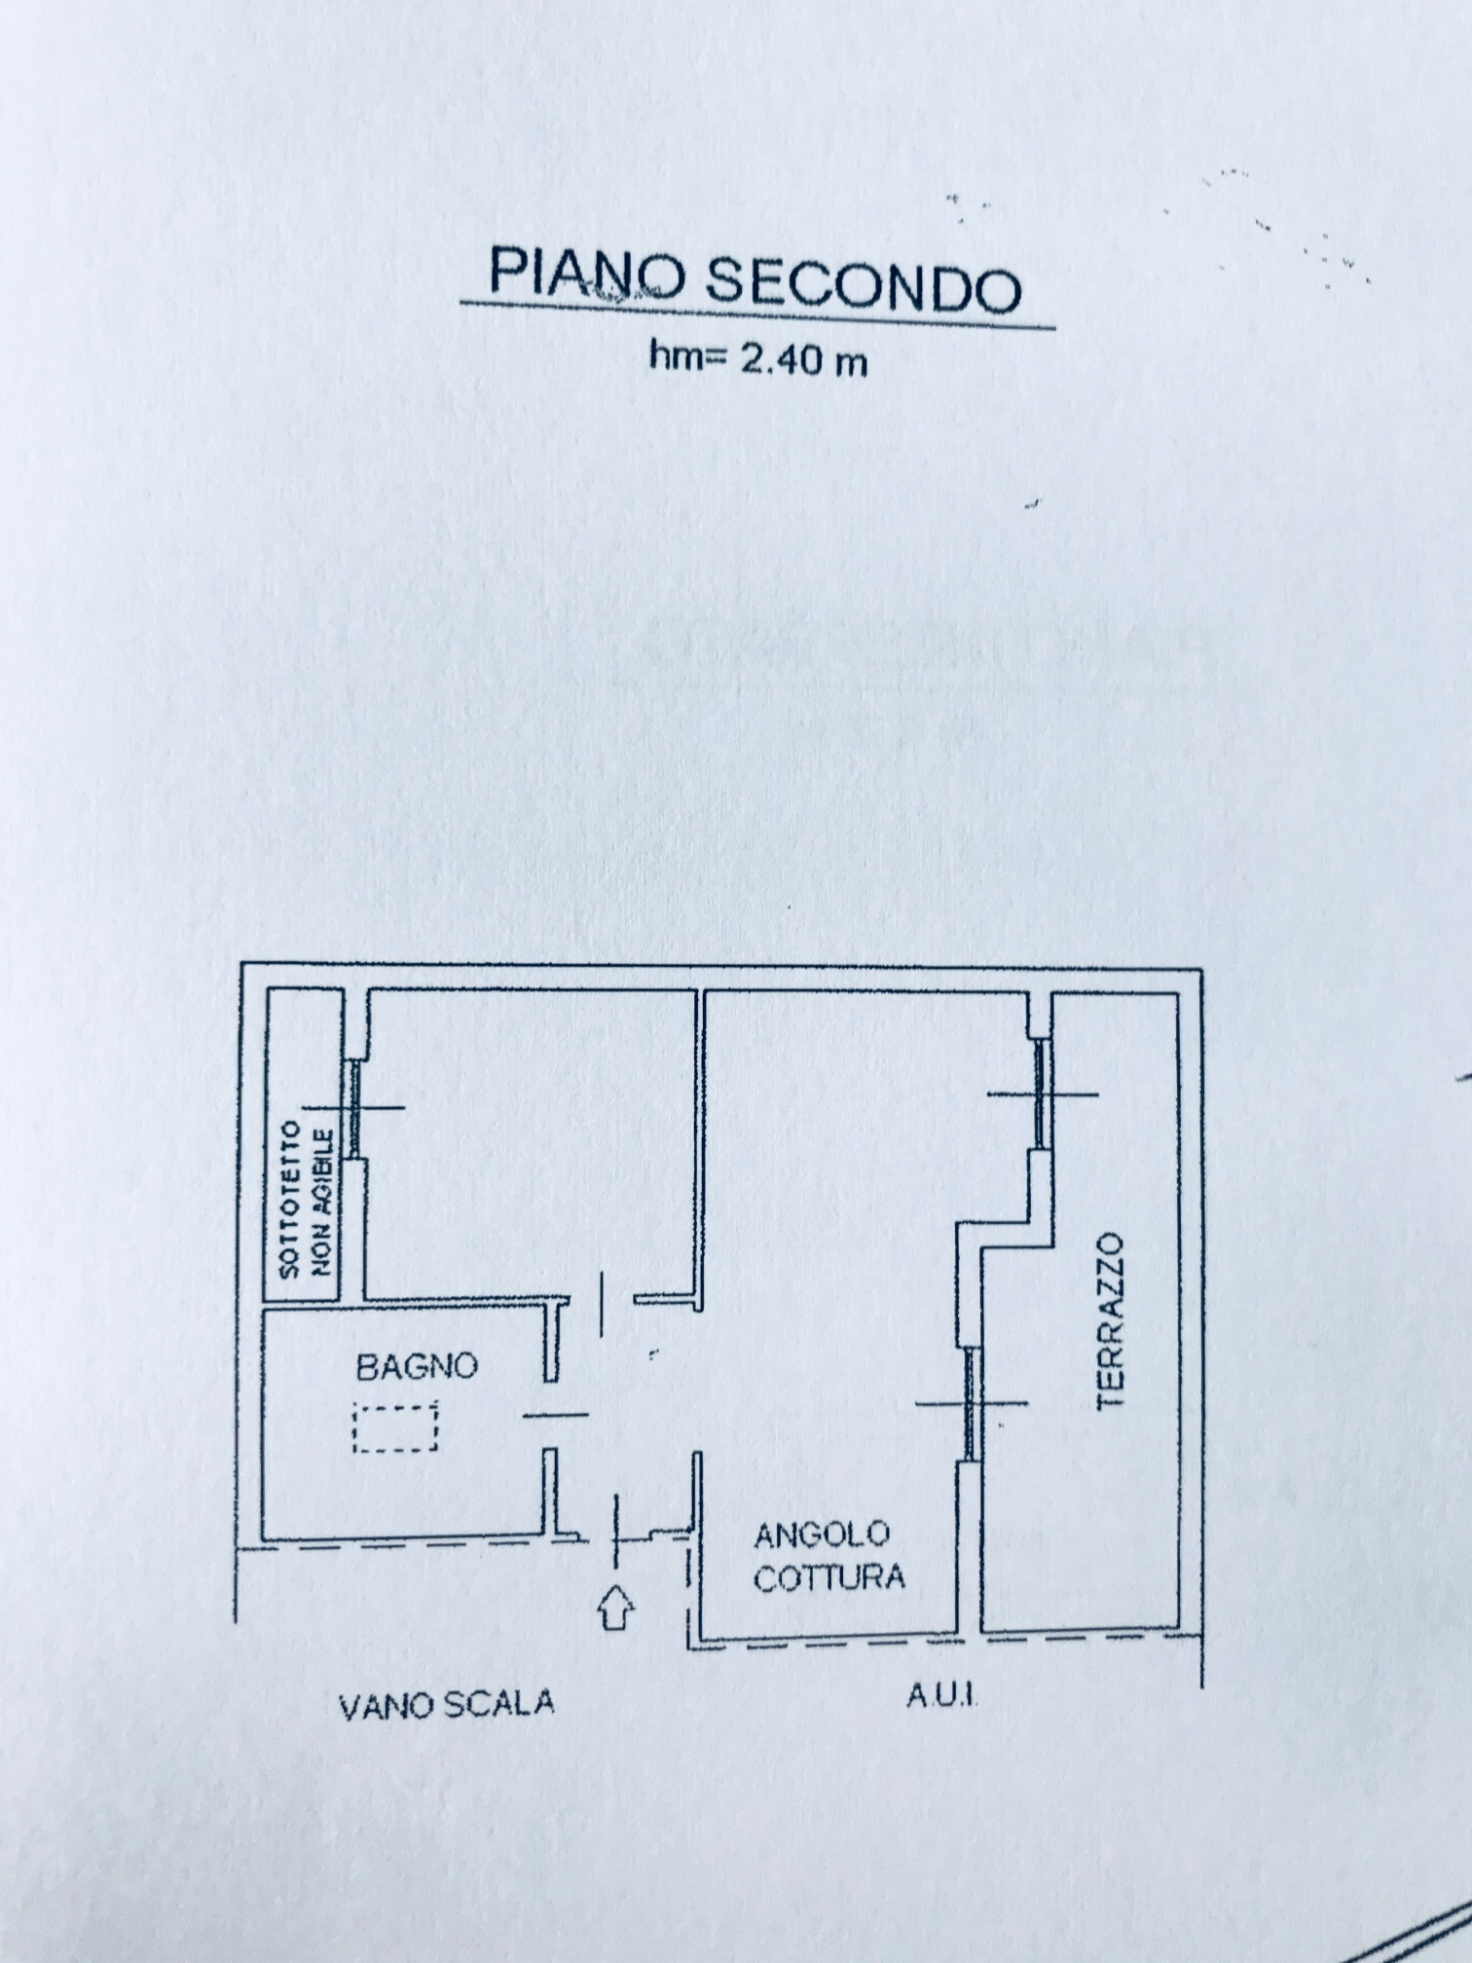 PIANO SECONDO
hm= 2.40 m
SOTTOTETTO
NON AGIBILE
BAGNO
TERRAZZO
ANGOLO
COTTURA
VANO SCALA
A.U.I.